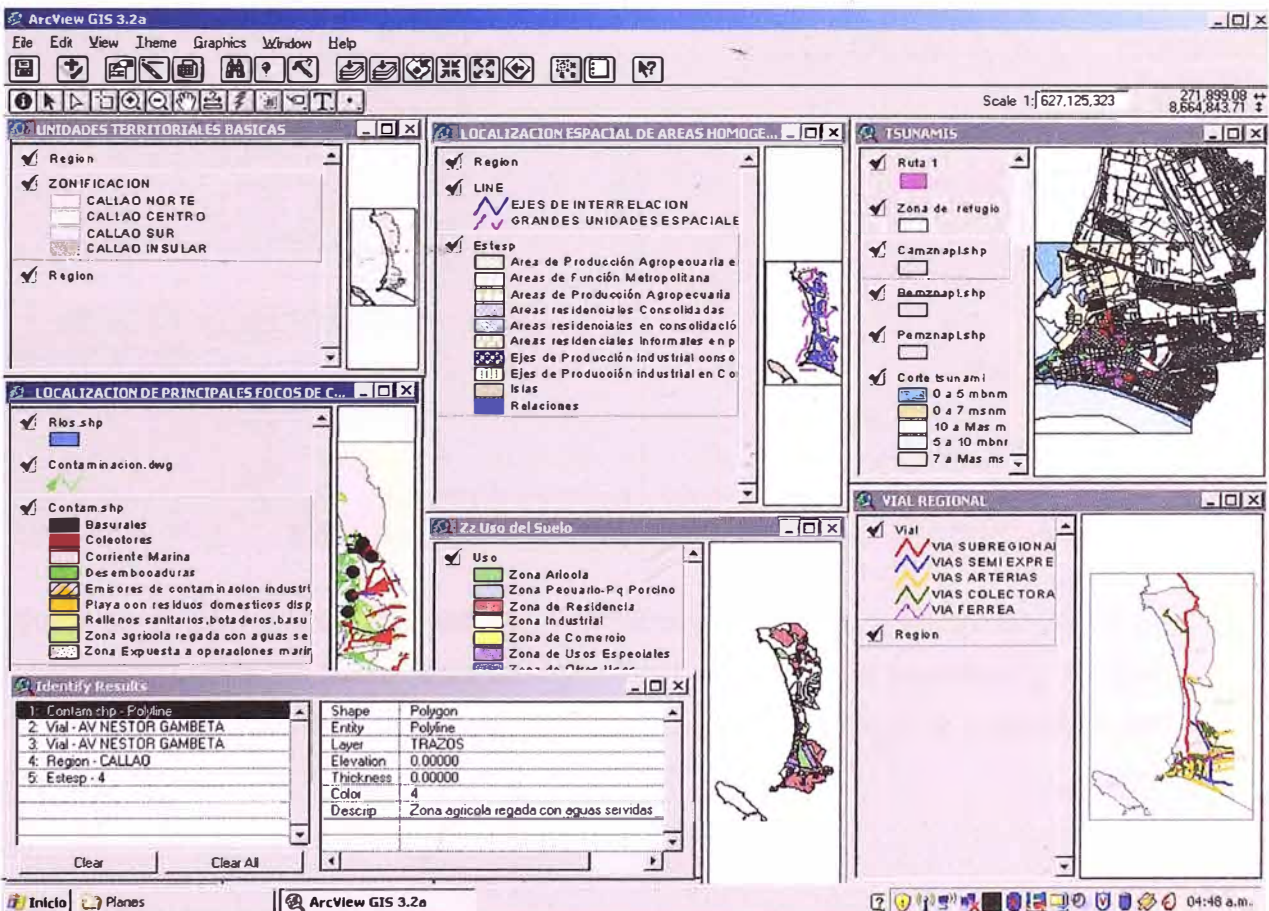 ArcView GIS 3.2a
File Edit View Theme Graphics Window Help
Scale 1: 627,125,323
271,899.08
8,664,843.71
UNIDADES TERRITORIALES BASICAS
Region
ZONIFICACION
CALLAO NORTE
CALLAO CENTRO
CALLAO SUR
CALLAO INSULAR
Region
LOCALIZACION ESPACIAL DE AREAS HOMOGE...
Region
LINE
EJES DE INTERRELACION
GRANDES UNIDADES ESPACIALE
Estesp
Area de Producción Agropecuaria e
Areas de Función Metropolitana
Areas de Producción Agropecuaria
Areas residenciales Consolidadas
Areas residenciales en consolidació
Areas residenciales Informales en p
Ejes de Producción Industrial conso
Ejes de Producción industrial en Co
Islas
Relaciones
TSUNAMIS
Ruta 1
Zona de refugio
Camznapl.shp
Bemznapl.shp
Pemznapl.shp
Corte tsunami
0 a 5 mbnm
0 a 7 msnm
10 a Mas m
5 a 10 mbnr
7 a Mas ms
LOCALIZACION DE PRINCIPALES FOCOS DE C...
Rios.shp
Contaminacion.dwg
Contam.shp
Basurales
Colectores
Corriente Marina
Desembocaduras
Emisores de contaminacion industri
Playa con residuos domesticos disp
Rellenos sanitarios,botaderos,basu
Zona agricola regada con aguas se
Zona Expuesta a operaciones marir
Zz Uso del Suelo
Uso
Zona Aricola
Zona Pecuario-Pq Porcino
Zona de Residencia
Zona Industrial
Zona de Comercio
Zona de Usos Especiales
Zona de Otros Usos
VIAL REGIONAL
Vial
VIA SUBREGIONAL
VIAS SEMI EXPRE
VIAS ARTERIAS
VIAS COLECTORA
VIA FERREA
Region
Identify Results
1: Contam.shp - Polyline
2: Vial - AV NESTOR GAMBETA
3: Vial - AV NESTOR GAMBETA
4: Region - CALLAO
5: Estesp - 4
Shape Polygon
Entity Polyline
Layer TRAZOS
Elevation 0.00000
Thickness 0.00000
Color 4
Descrip Zona agricola regada con aguas servidas
Clear Clear All
Inicio Planes ArcView GIS 3.2a 04:48 a.m.